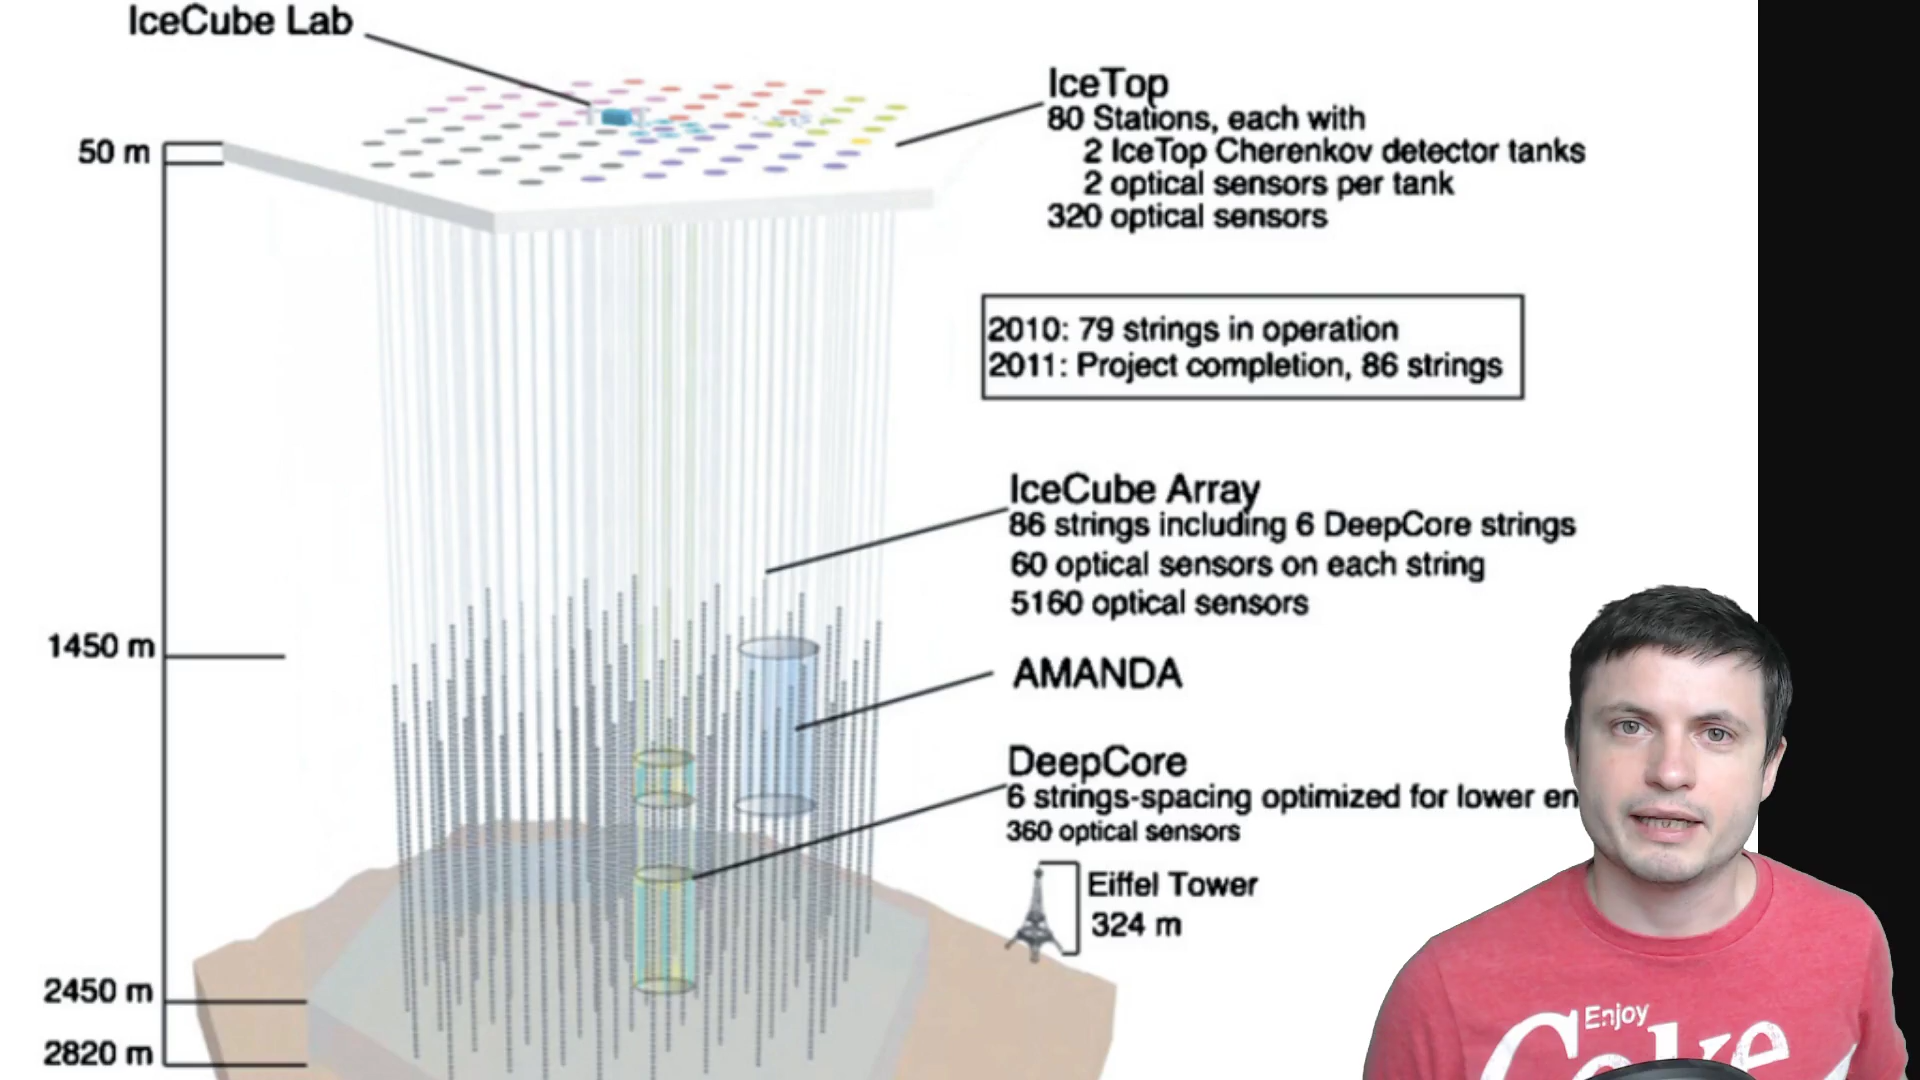 IceCube Lab
50 m
IceTop
80 Stations, each with
2 IceTop Cherenkov detector tanks
2 optical sensors per tank
320 optical sensors
2010: 79 strings in operation
2011: Project completion, 86 strings
IceCube Array
86 strings including 6 DeepCore strings
60 optical sensors on each string
5160 optical sensors
1450 m
AMANDA
DeepCore
6 strings-spacing optimized for lower en
360 optical sensors
Eiffel Tower
324 m
2450 m
2820 m
Enjoy
Coke